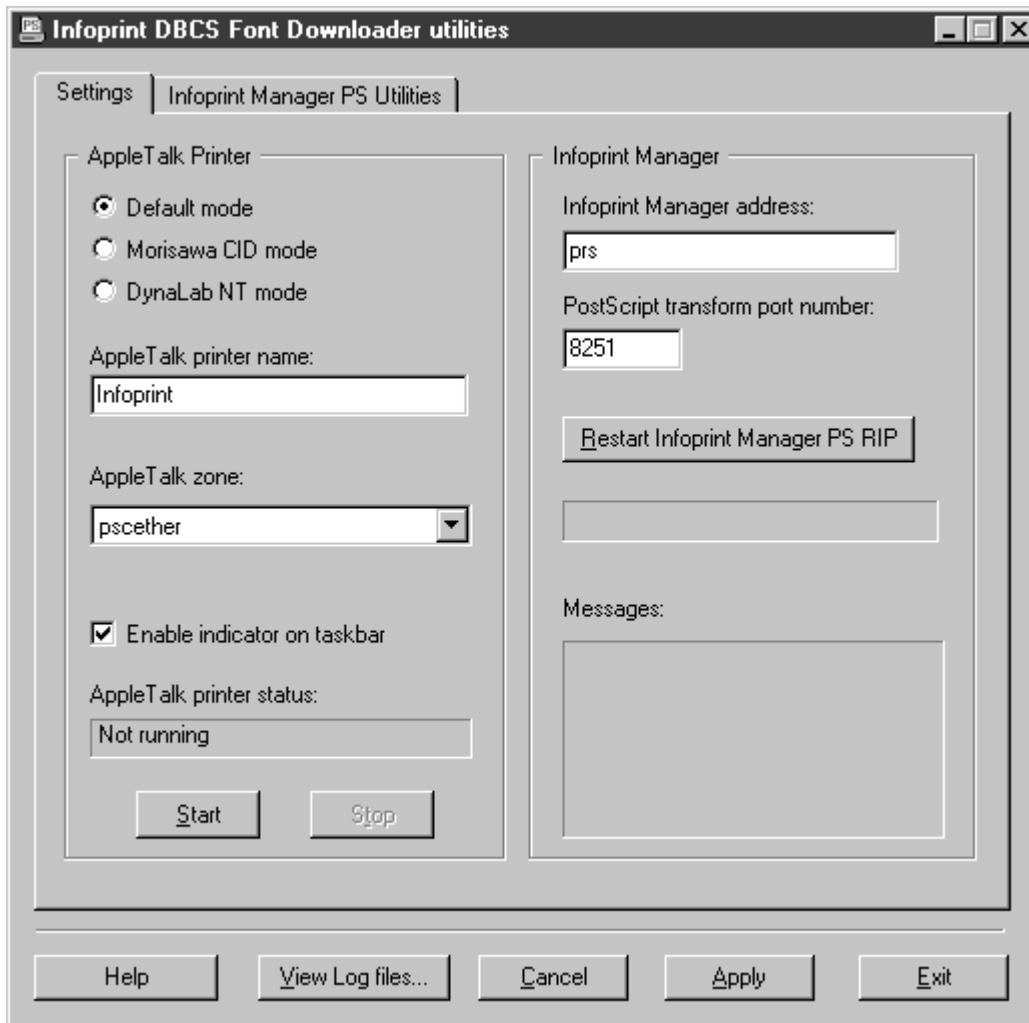 Infoprint DBCS Font Downloader utilities
Settings
Infoprint Manager PS Utilities
AppleTalk Printer
Default mode
Morisawa CID mode
DynaLab NT mode
AppleTalk printer name:
Infoprint
AppleTalk zone:
pscether
Enable indicator on taskbar
AppleTalk printer status:
Not running
Start
Stop
Infoprint Manager
Infoprint Manager address:
prs
PostScript transform port number:
8251
Restart Infoprint Manager PS RIP
Messages:
Help
View Log files...
Cancel
Apply
Exit